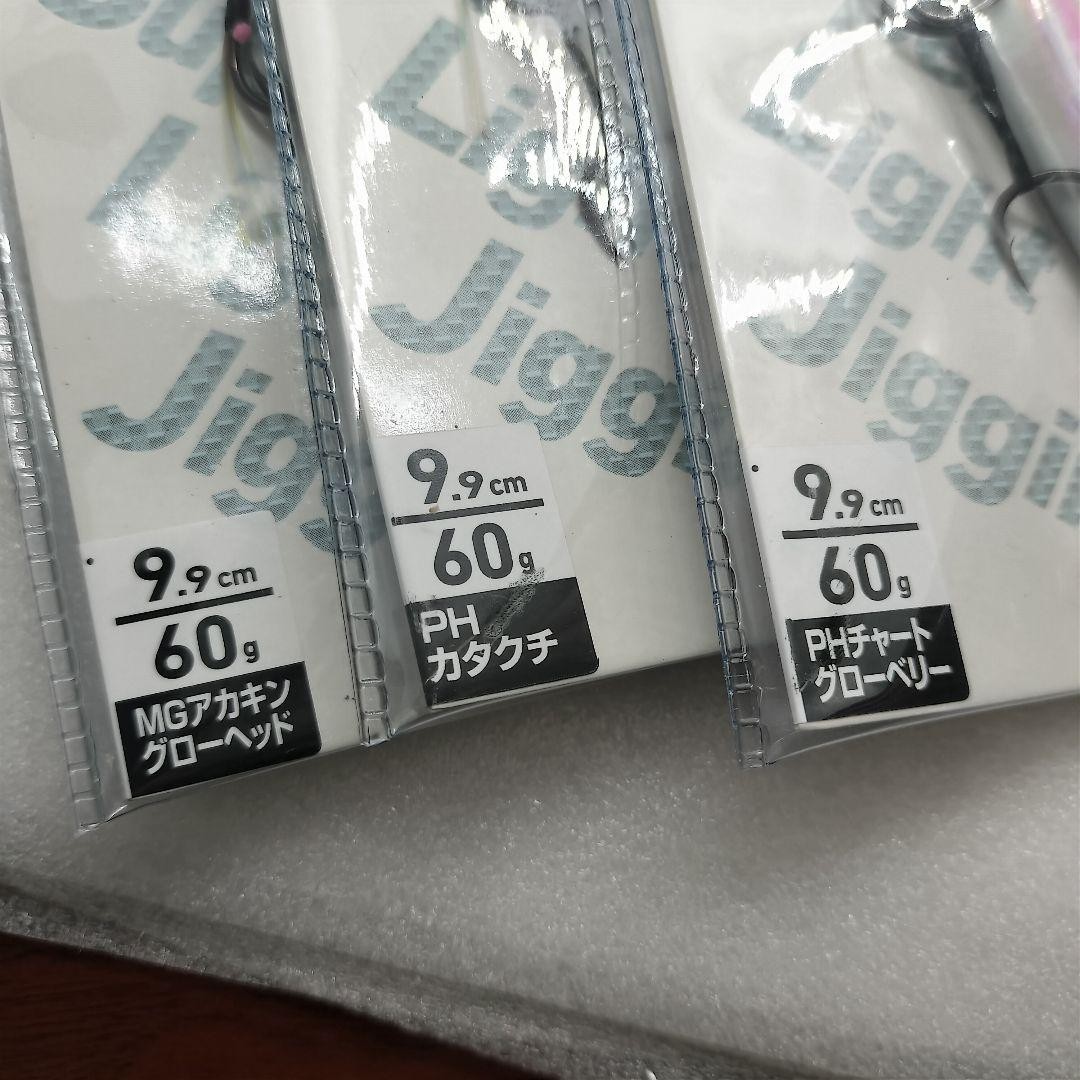 Light
Jigg
9.9cm
60g
MGアカキン
グローヘッド
Light
Jiggi
9.9cm
60g
PH
カタクチ
Light
Jiggin
9.9cm
60g
PHチャート
グローベリー